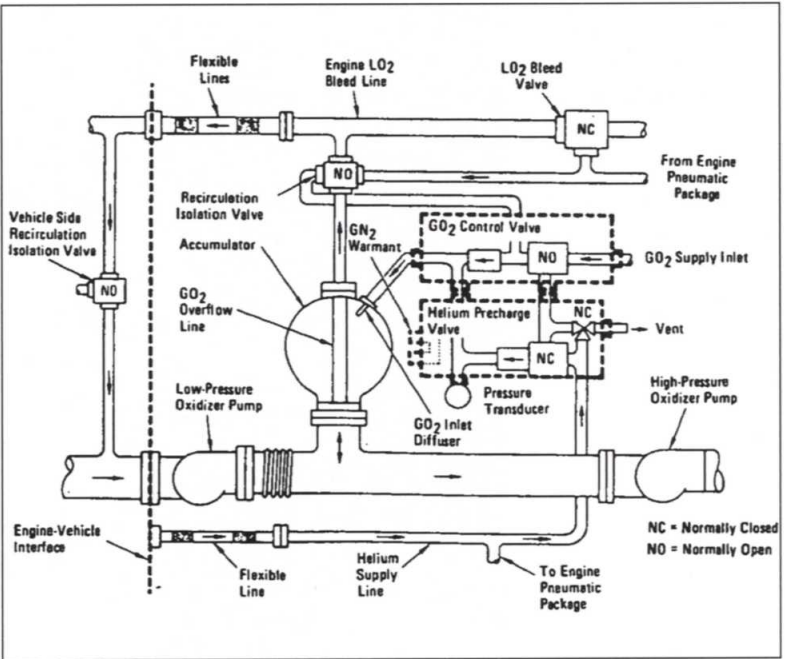 Flexible
Lines
Engine LO2
Bleed Line
LO2 Bleed
Valve
NC
From Engine
Pneumatic
Package
NO
Recirculation
Isolation Valve
Vehicle Side
Recirculation
Isolation Valve
NO
Accumulator
GN2
Warmant
GO2 Control Valve
NO
GO2 Supply Inlet
GO2
Overflow
Line
Helium Precharge
Valve
NC
Vent
NC
Low-Pressure
Oxidizer Pump
Pressure
Transducer
High-Pressure
Oxidizer Pump
GO2 Inlet
Diffuser
Engine-Vehicle
Interface
Flexible
Line
Helium
Supply
Line
To Engine
Pneumatic
Package
NC = Normally Closed
NO = Normally Open